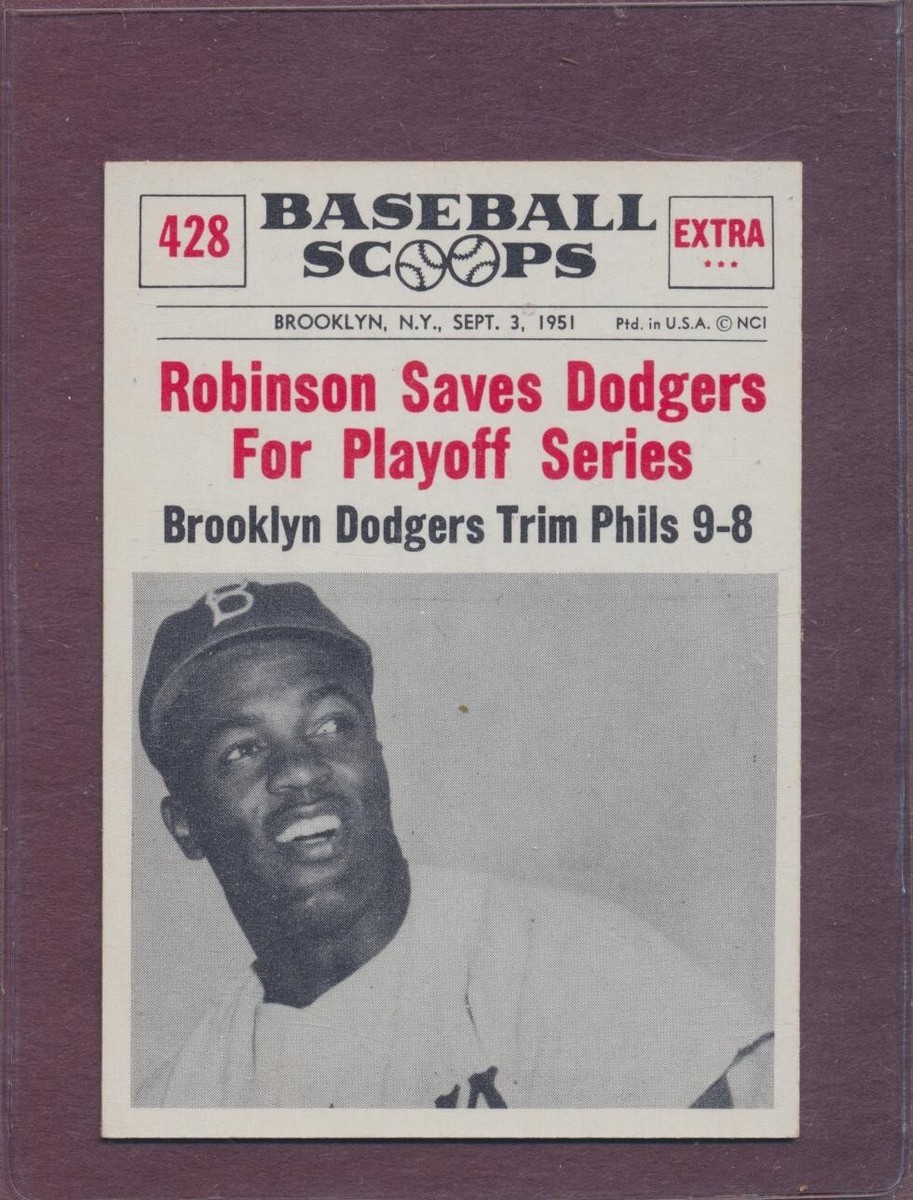 428
BASEBALL
SCOOPS
EXTRA
***
BROOKLYN, N.Y., SEPT. 3, 1951 Ptd. in U.S.A. © NCI
Robinson Saves Dodgers
For Playoff Series
Brooklyn Dodgers Trim Phils 9-8
B